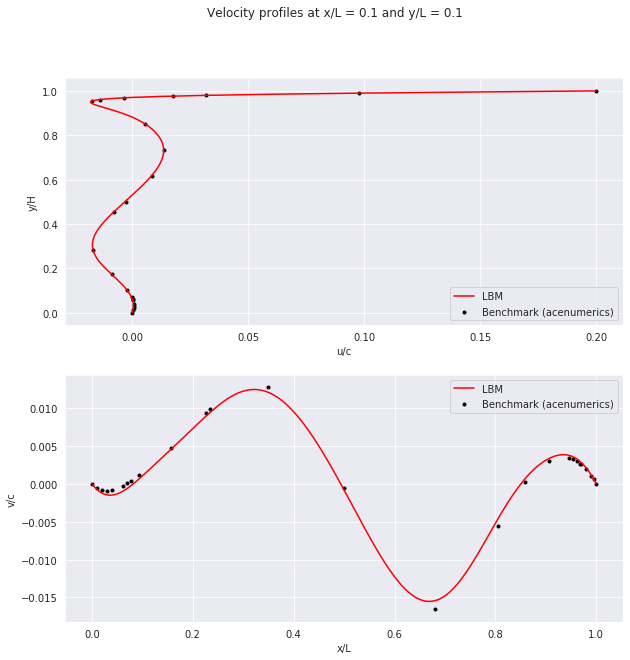 Velocity profiles at x/L = 0.1 and y/L = 0.1
1.0
0.8
0.6
0.4
0.2
0.0
y/H
LBM
Benchmark (acenumerics)
0.00
0.05
0.10
0.15
0.20
u/c
0.010
0.005
0.000
−0.005
−0.010
−0.015
v/c
LBM
Benchmark (acenumerics)
0.0
0.2
0.4
0.6
0.8
1.0
x/L